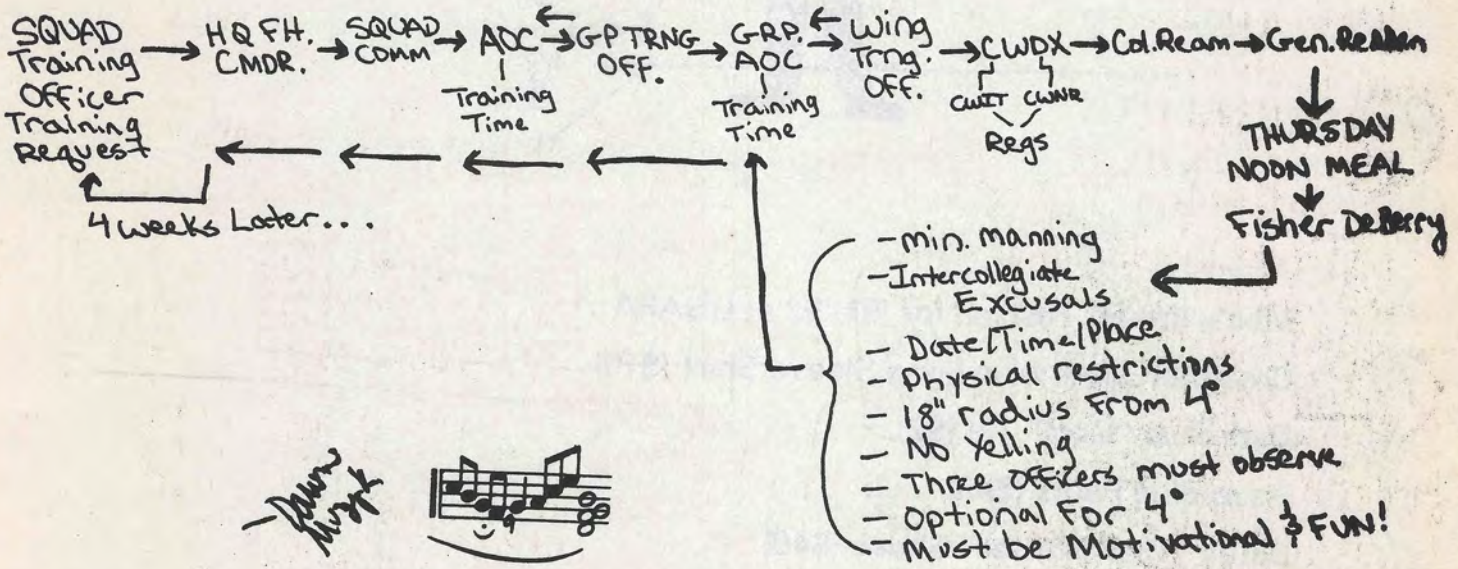 SQUAD
Training
Officer
Training
Request
HQ FH.
CMDR.
SQUAD
COMM
AOC
Training
Time
GP TRNG
OFF.
GRP.
AOC
Training
Time
Wing
Trng.
OFF.
CWDX
CWIT CWNR
Regs
Col.Ream
Gen.
THURSDAY
NOON MEAL
Fisher DeBerry
4 weeks Later...
- min. manning
- Intercollegiate
Excusals
- Date/Time/Place
- Physical restrictions
- 18" radius From 4°
- No Yelling
- Three Officers must observe
- Optional For 4°
- Must be Motivational & FUN!
- Dawn